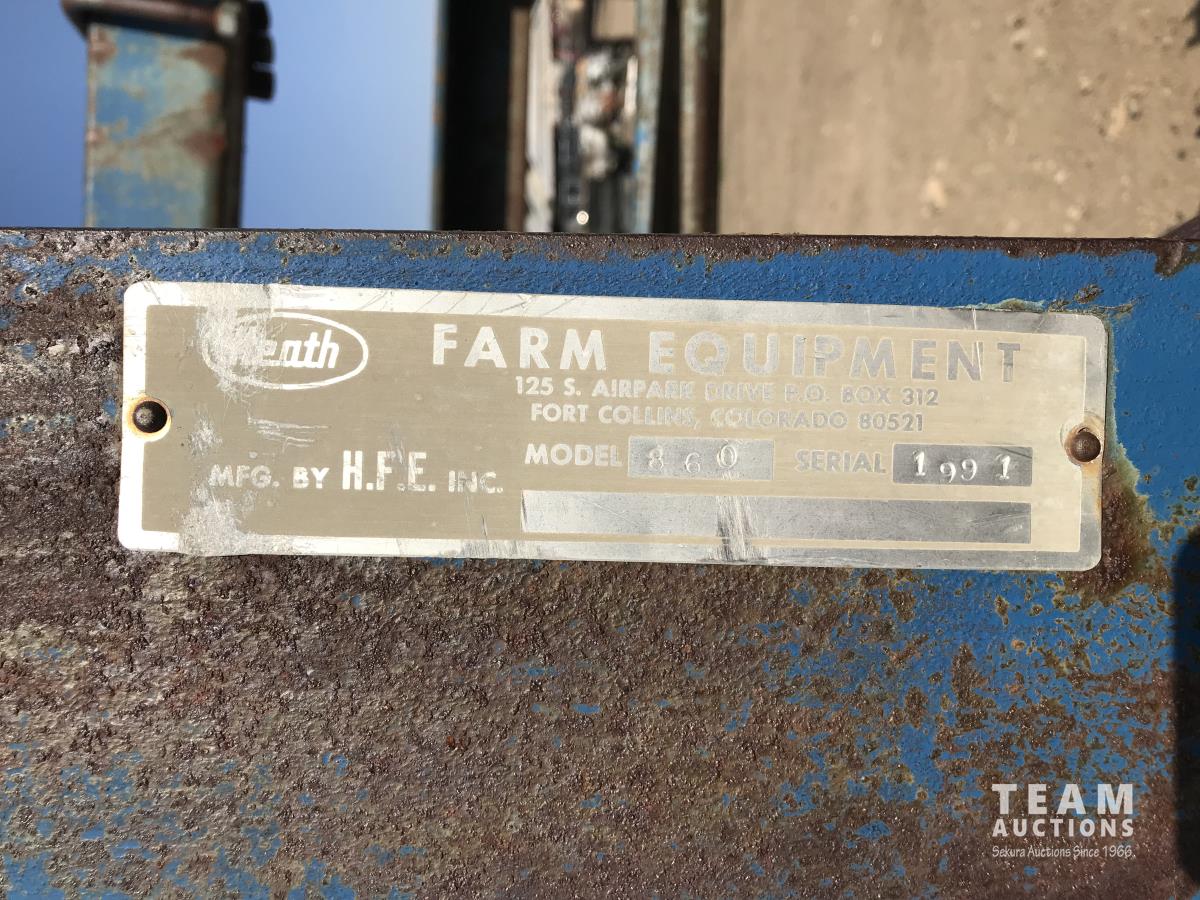 Heath
FARM EQUIPMENT
125 S. AIRPARK DRIVE P.O. BOX 312
FORT COLLINS, COLORADO 80521
MODEL 860 SERIAL 1991
MFG. BY H.F.E. INC.
TEAM
AUCTIONS
Sekura Auctions Since 1966